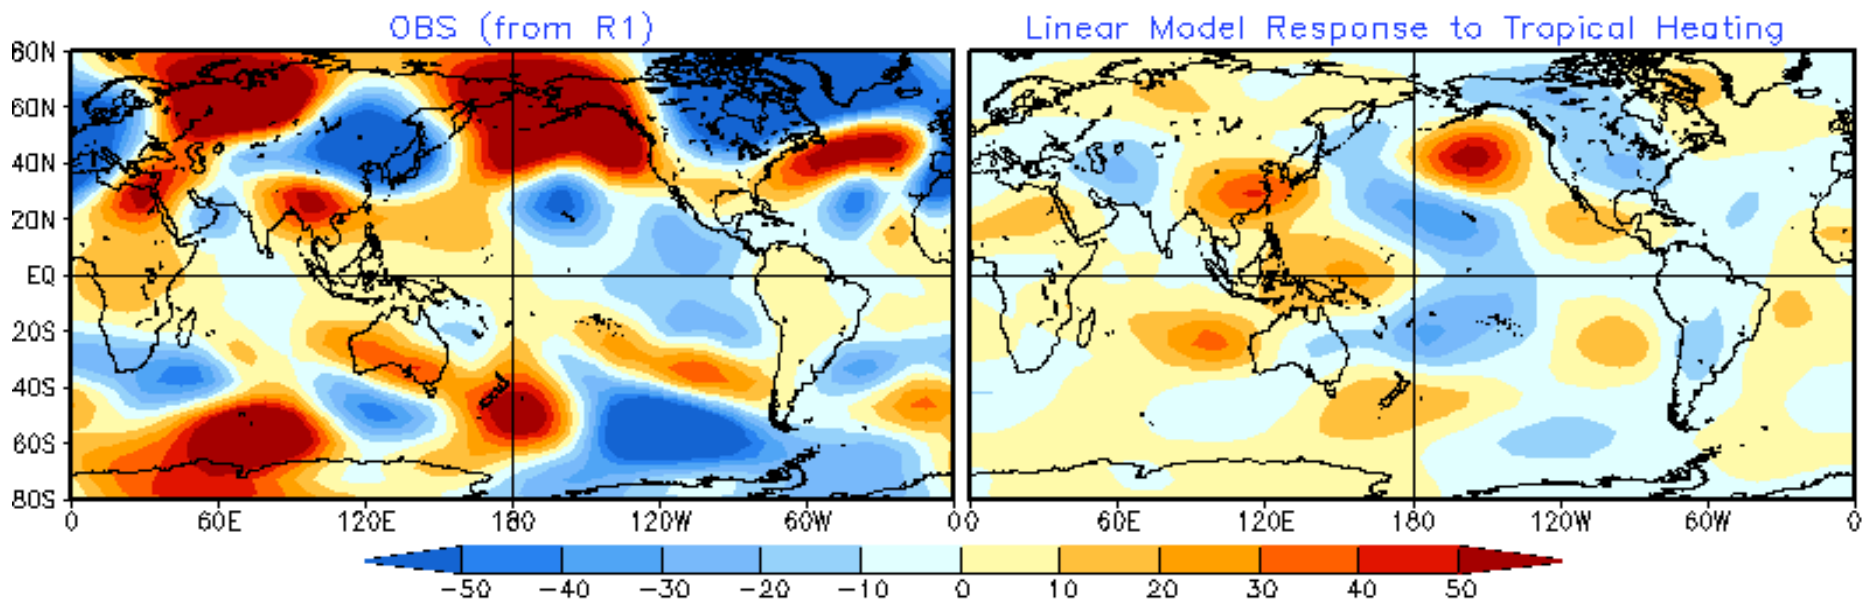 OBS (from R1)
Linear Model Response to Tropical Heating
80N
60N
40N
20N
EQ
20S
40S
60S
80S
0 60E 120E 180 120W 60W 0
60E 120E 180 120W 60W 0
-50 -40 -30 -20 -10 0 10 20 30 40 50